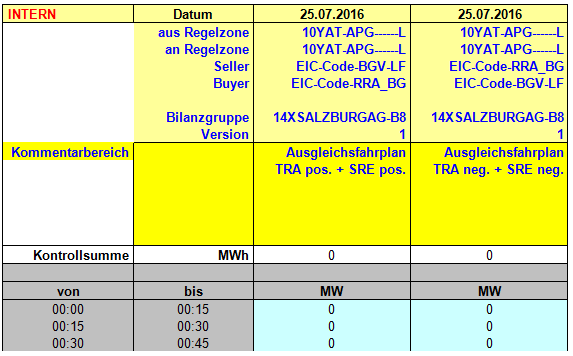 INTERN Datum 25.07.2016 25.07.2016
aus Regelzone 10YAT-APG------L 10YAT-APG------L
an Regelzone 10YAT-APG------L 10YAT-APG------L
Seller EIC-Code-BGV-LF EIC-Code-RRA_BG
Buyer EIC-Code-RRA_BG EIC-Code-BGV-LF
Bilanzgruppe 14XSALZBURGAG-B8 14XSALZBURGAG-B8
Version 1 1
Kommentarbereich Ausgleichsfahrplan Ausgleichsfahrplan
TRA pos. + SRE pos. TRA neg. + SRE neg.
Kontrollsumme MWh 0 0
von bis MW MW
00:00 00:15 0 0
00:15 00:30 0 0
00:30 00:45 0 0